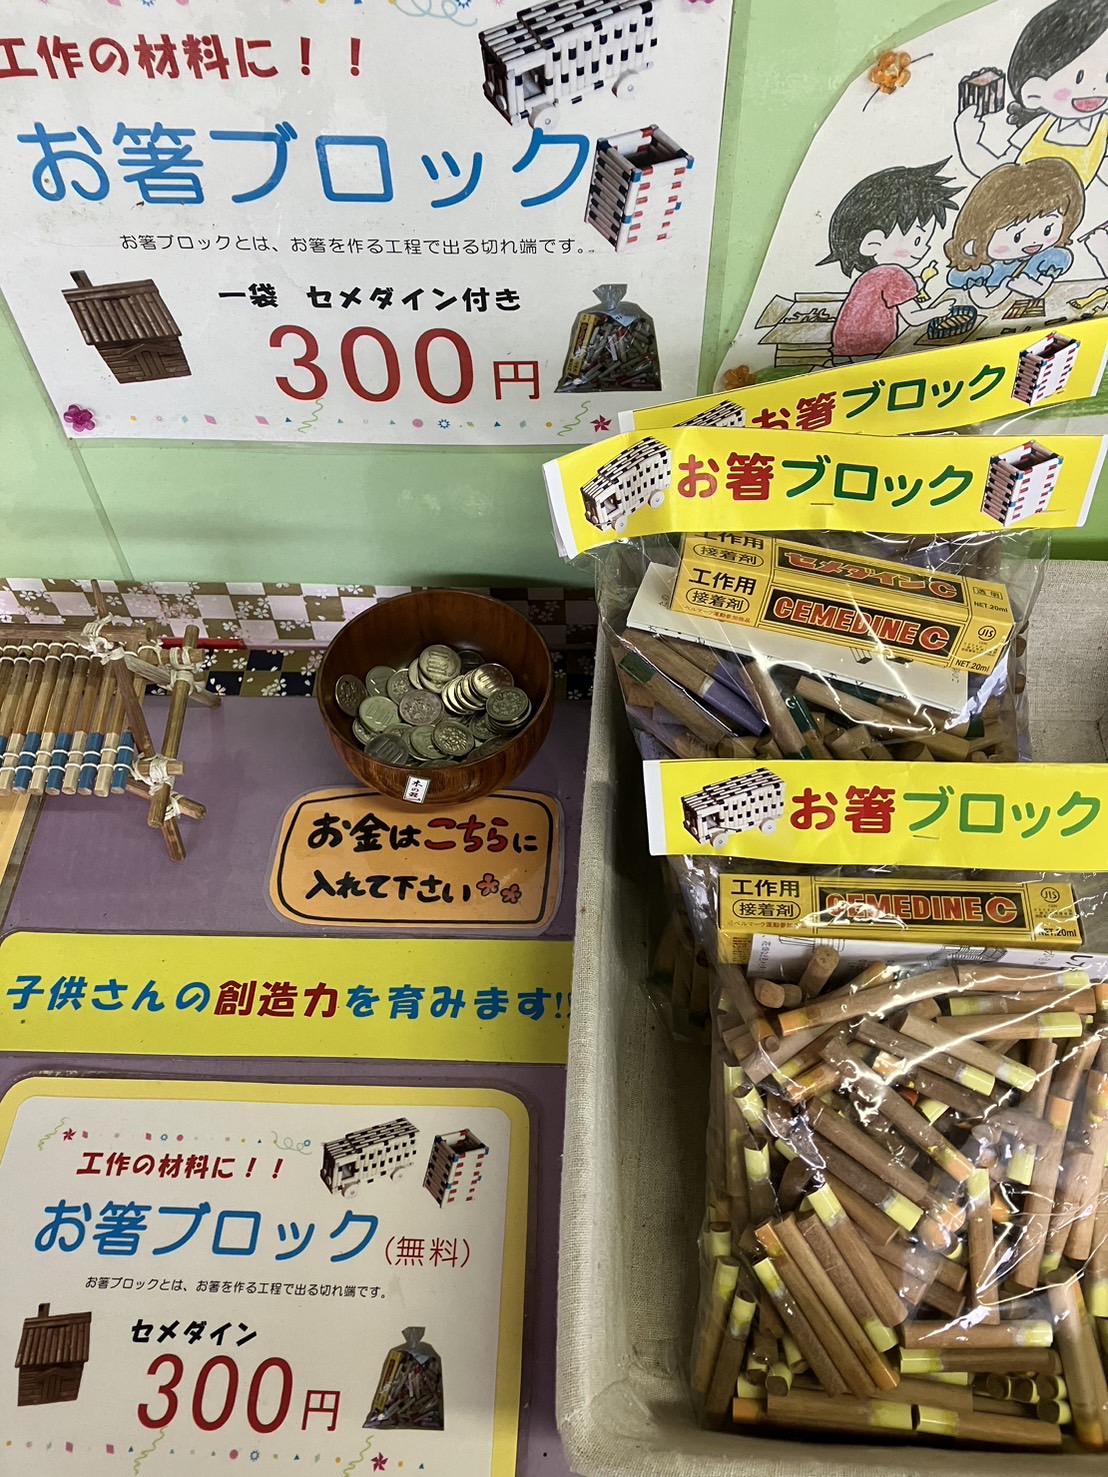 工作の材料に！！
お箸ブロック
お箸ブロックとは、お箸を作る工程で出る切れ端です。
一袋 セメダイン付き
300円
お箸ブロック
お箸ブロック
工作用
接着剤
セメダインC
透明
NET.20ml
工作用
接着剤
CEMEDINE C
JIS
NET.20ml
お箸ブロック
工作用
接着剤
CEMEDINE C
JIS
NET.20ml
お金はこちらに
入れて下さい
子供さんの創造力を育みます!!
工作の材料に！！
お箸ブロック(無料)
お箸ブロックとは、お箸を作る工程で出る切れ端です。
セメダイン
300円